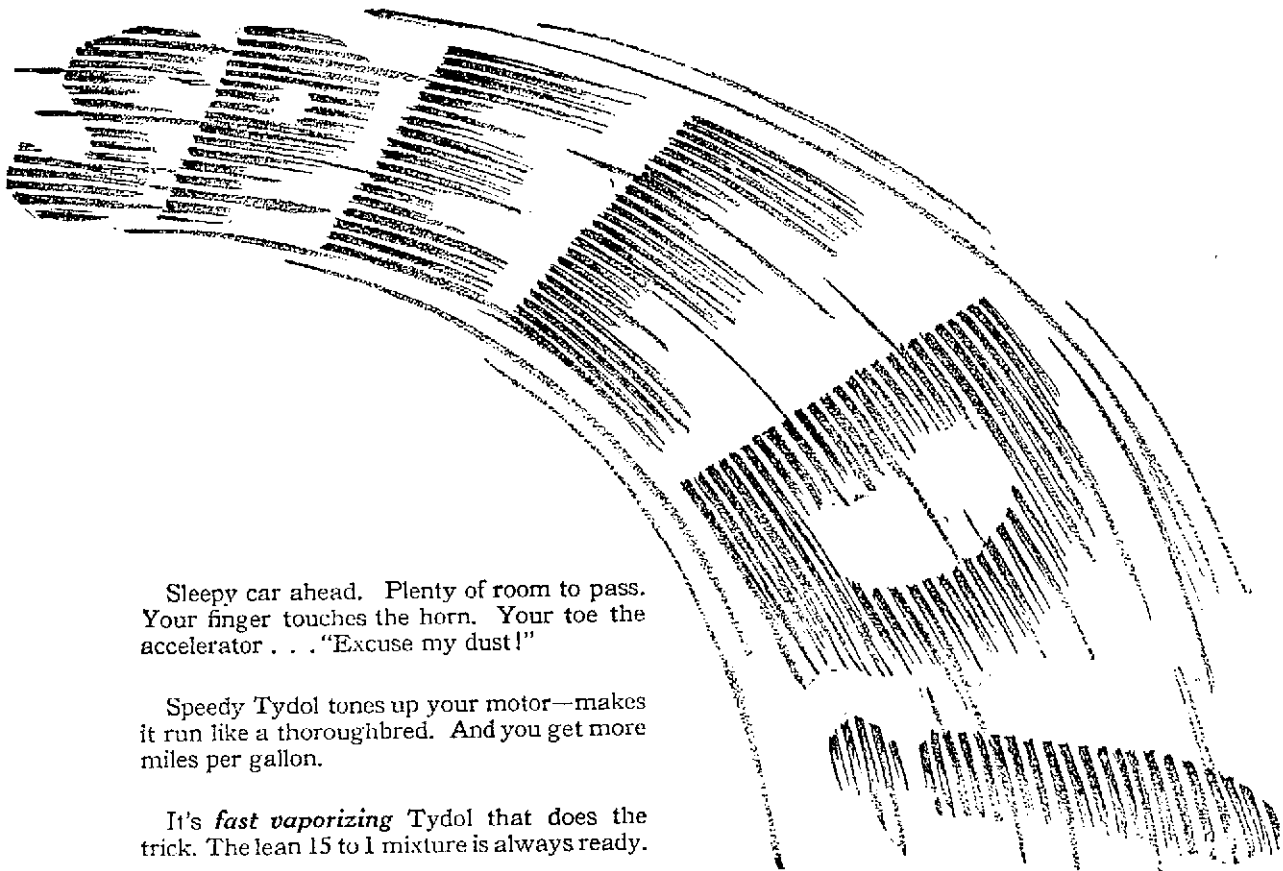 SPEED!
Sleepy car ahead. Plenty of room to pass.
Your finger touches the horn. Your toe the
accelerator . . . "Excuse my dust!"
Speedy Tydol tones up your motor—makes
it run like a thoroughbred. And you get more
miles per gallon.
It's fast vaporizing Tydol that does the
trick. The lean 15 to 1 mixture is always ready.